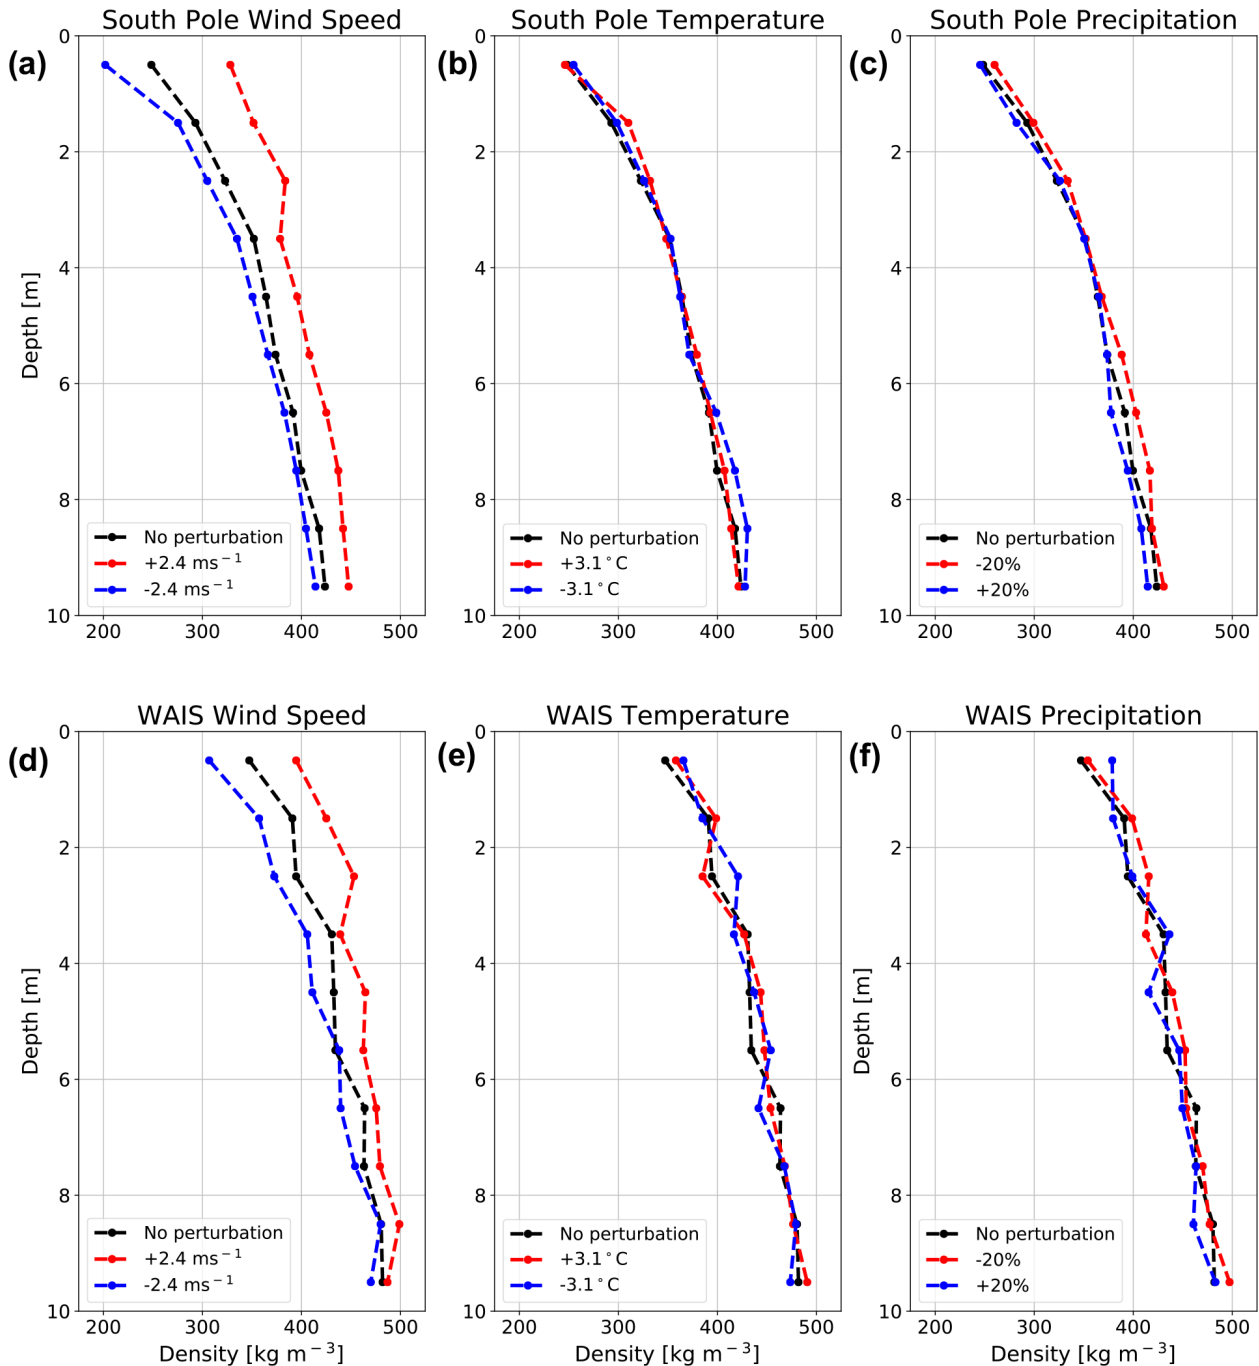 South Pole Wind Speed
South Pole Temperature
South Pole Precipitation
(a)
(b)
(c)
0
2
4
6
8
10
Depth [m]
No perturbation
+2.4 ms⁻¹
-2.4 ms⁻¹
200 300 400 500
0
2
4
6
8
10
No perturbation
+3.1°C
-3.1°C
200 300 400 500
0
2
4
6
8
10
No perturbation
-20%
+20%
200 300 400 500
WAIS Wind Speed
WAIS Temperature
WAIS Precipitation
(d)
(e)
(f)
0
2
4
6
8
10
Depth [m]
No perturbation
+2.4 ms⁻¹
-2.4 ms⁻¹
200 300 400 500
Density [kg m⁻³]
0
2
4
6
8
10
No perturbation
+3.1°C
-3.1°C
200 300 400 500
Density [kg m⁻³]
0
2
4
6
8
10
Depth [m]
No perturbation
-20%
+20%
200 300 400 500
Density [kg m⁻³]